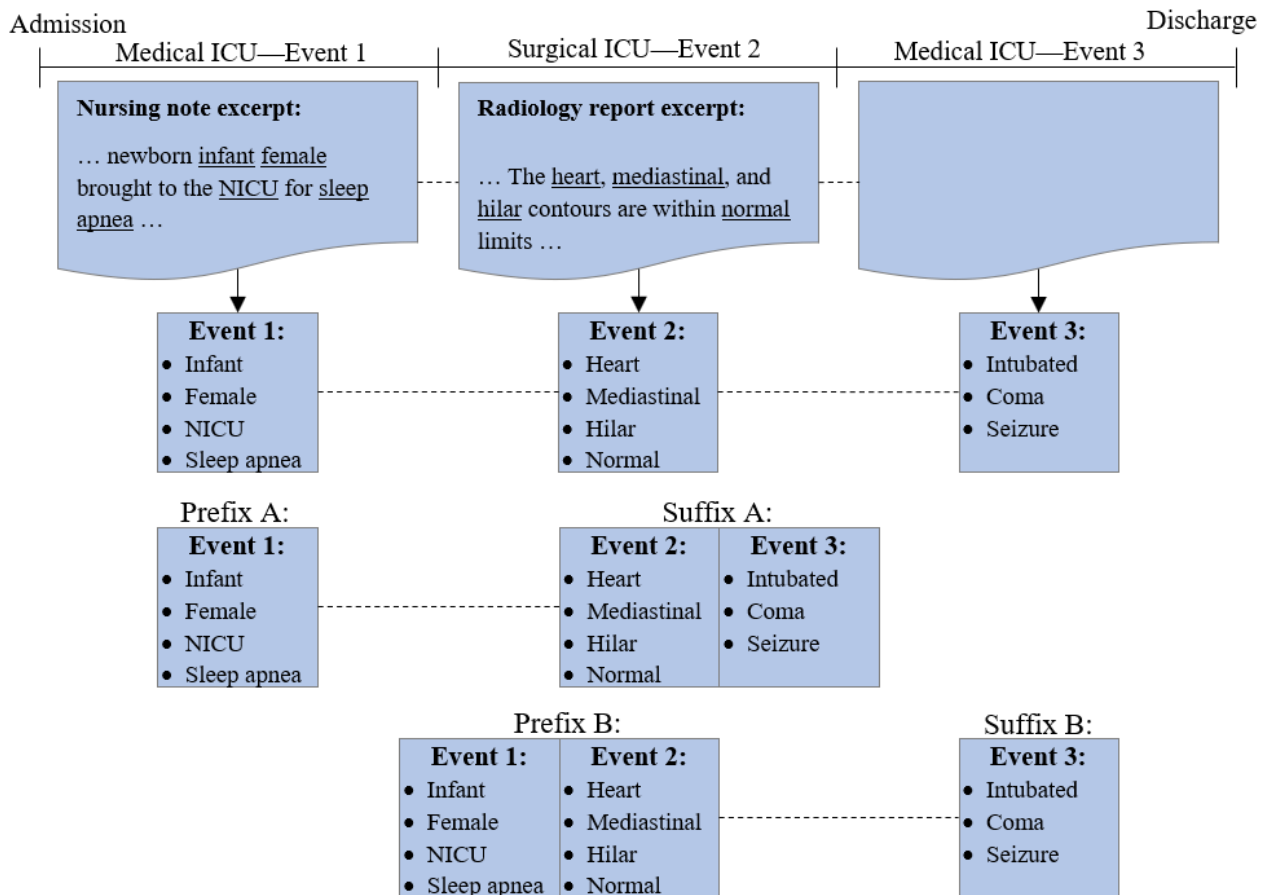 Admission
Discharge
Medical ICU—Event 1
Surgical ICU—Event 2
Medical ICU—Event 3
Nursing note excerpt:
… newborn infant female
brought to the NICU for sleep
apnea …
Radiology report excerpt:
… The heart, mediastinal, and
hilar contours are within normal
limits …
Event 1:
• Infant
• Female
• NICU
• Sleep apnea
Event 2:
• Heart
• Mediastinal
• Hilar
• Normal
Event 3:
• Intubated
• Coma
• Seizure
Prefix A:
Event 1:
• Infant
• Female
• NICU
• Sleep apnea
Suffix A:
Event 2:
• Heart
• Mediastinal
• Hilar
• Normal
Event 3:
• Intubated
• Coma
• Seizure
Prefix B:
Event 1:
• Infant
• Female
• NICU
• Sleep apnea
Event 2:
• Heart
• Mediastinal
• Hilar
• Normal
Suffix B:
Event 3:
• Intubated
• Coma
• Seizure